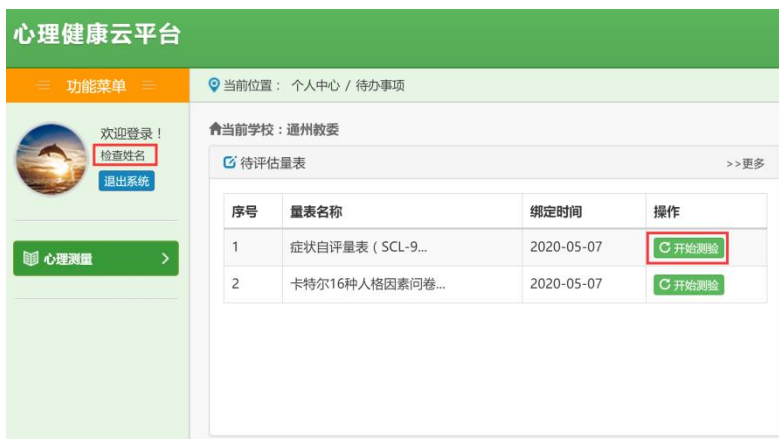 心理健康云平台
功能菜单
当前位置： 个人中心 / 待办事项
欢迎登录！
检查姓名
退出系统
心理测量
当前学校：通州教委
待评估量表 >>更多
序号 量表名称 绑定时间 操作
1 症状自评量表（SCL-9... 2020-05-07 开始测验
2 卡特尔16种人格因素问卷... 2020-05-07 开始测验